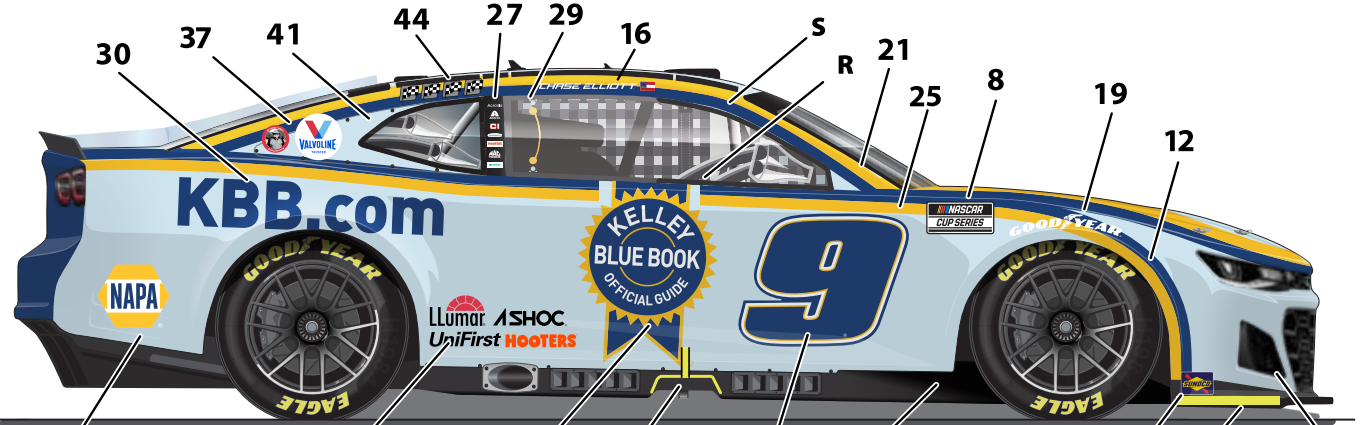 44
27
29
37
41
16
S
R
21
8
30
25
19
12
CHASE ELLIOTT
VALVOLINE
KBB.com
NASCAR
CUP SERIES
GOODYEAR
KELLEY
BLUE BOOK
OFFICIAL GUIDE
9
GOODYEAR
GOODYEAR
NAPA
LLumar ASHOC
UniFirst HOOTERS
SUNOCO
EAGLE
EAGLE